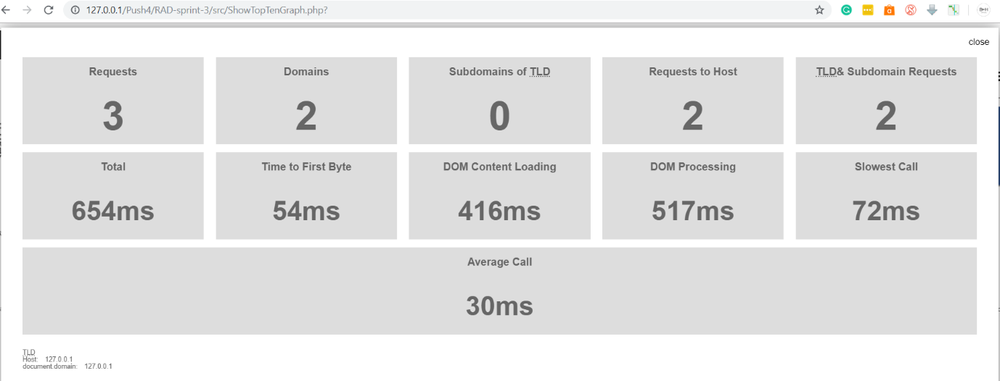 127.0.0.1/Push4/RAD-sprint-3/src/ShowTopTenGraph.php?
close
Requests Domains Subdomains of TLD Requests to Host TLD& Subdomain Requests
3 2 0 2 2
Total Time to First Byte DOM Content Loading DOM Processing Slowest Call
654ms 54ms 416ms 517ms 72ms
Average Call
30ms
TLD
Host: 127.0.0.1
document.domain: 127.0.0.1